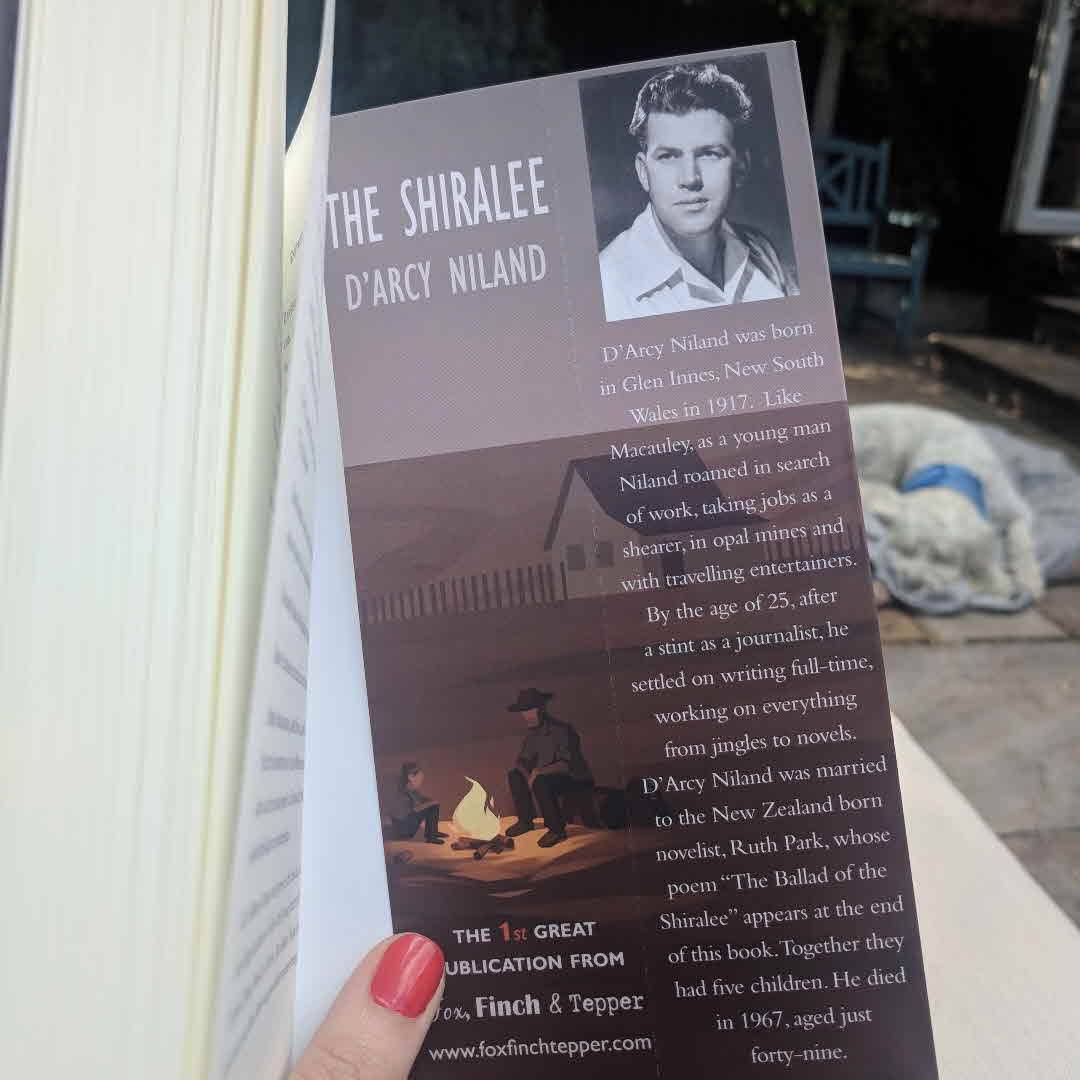 THE SHIRALEE
D'ARCY NILAND
THE 1st GREAT
UBLICATION FROM
Fox, Finch & Tepper
www.foxfinchtepper.com
D'Arcy Niland was born
in Glen Innes, New South
Wales in 1917. Like
Macauley, as a young man
Niland roamed in search
of work, taking jobs as a
shearer, in opal mines and
with travelling entertainers.
By the age of 25, after
a stint as a journalist, he
settled on writing full-time,
working on everything
from jingles to novels.
D'Arcy Niland was married
to the New Zealand born
novelist, Ruth Park, whose
poem “The Ballad of the
Shiralee” appears at the end
of this book. Together they
had five children. He died
in 1967, aged just
forty-nine.